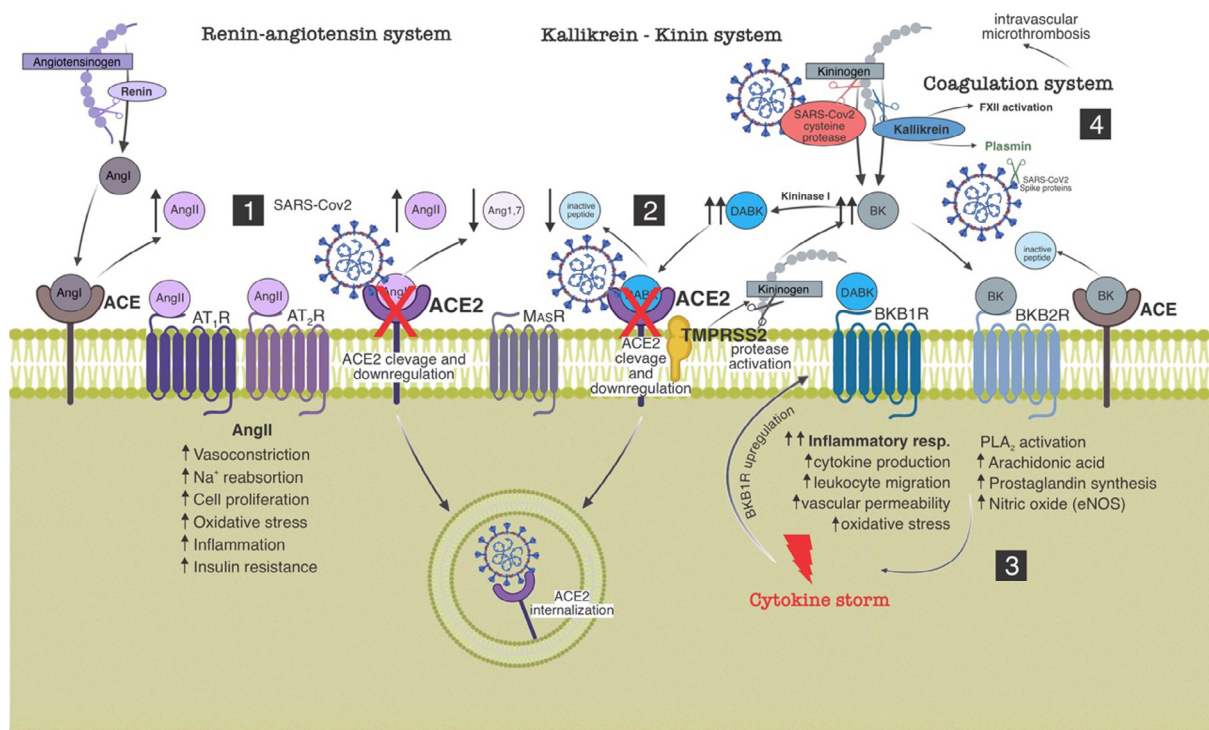 Renin-angiotensin system
Kallikrein - Kinin system
intravascular
microthrombosis
Coagulation system
4
FXII activation
Plasmin
SARS-CoV2
Spike proteins
Angiotensinogen
Renin
AngI
AngII
AngI
ACE
1
SARS-Cov2
AngII
Ang1,7
inactive
peptide
2
DABK
Kininase I
BK
Kininogen
SARS-Cov2
cysteine
protease
Kallikrein
AngII
AT1R
AngII
AT2R
ACE2
ACE2 clevage and
downregulation
MASR
DABK
ACE2
ACE2
clevage
and
downregulation
TMPRSS2
protease
activation
Kininogen
DABK
BKB1R
BK
BKB2R
inactive
peptide
BK
ACE
AngII
Vasoconstriction
Na+ reabsortion
Cell proliferation
Oxidative stress
Inflammation
Insulin resistance
ACE2
internalization
BKB1R upregulation
Inflammatory resp.
cytokine production
leukocyte migration
vascular permeability
oxidative stress
PLA2 activation
Arachidonic acid
Prostaglandin synthesis
Nitric oxide (eNOS)
3
Cytokine storm